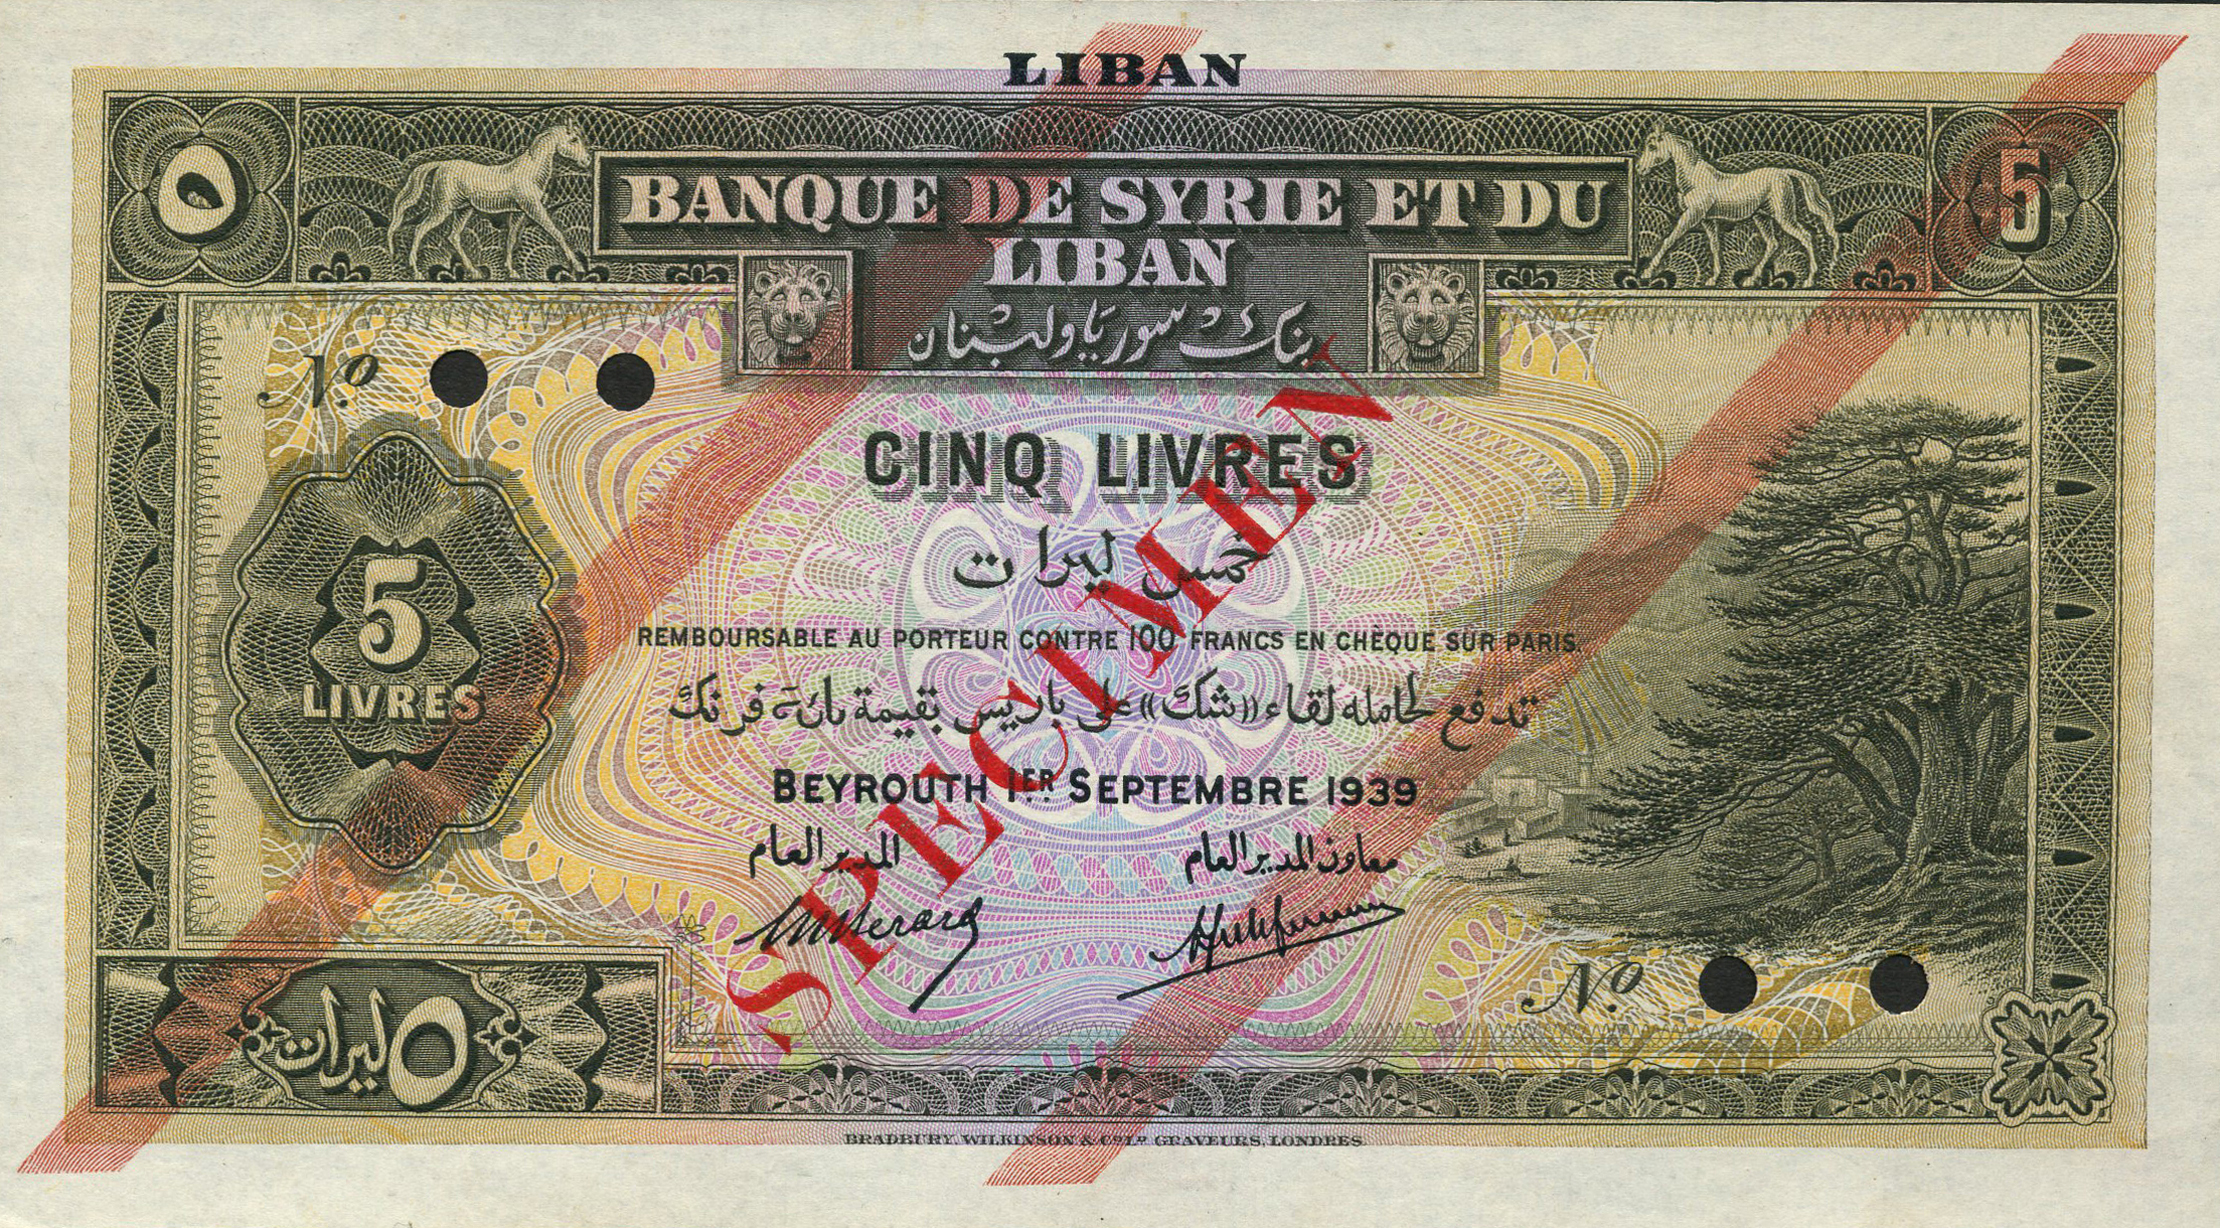 LIBAN
٥
BANQUE DE SYRIE ET DU
LIBAN
5
بنك سوريا ولبنان
No.
CINQ LIVRES
خمس ليرات
5
LIVRES
REMBOURSABLE AU PORTEUR CONTRE 100 FRANCS EN CHÈQUE SUR PARIS.
تدفع لحامله لقاء ((شك)) على باريس بقيمة مائة فرنك
BEYROUTH 1ER. SEPTEMBRE 1939
معاون المدير العام
المدير العام
SPECIMEN
No.
٥ ليرات
BRADBURY, WILKINSON & Co. Ld. GRAVEURS, LONDRES.